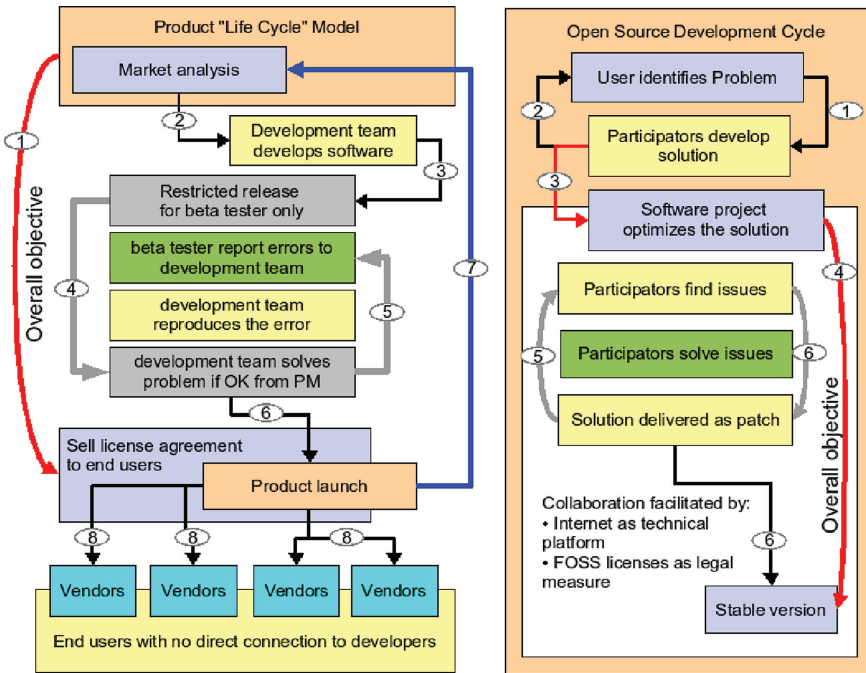 Product "Life Cycle" Model
Market analysis
1
2
Development team
develops software
3
Restricted release
for beta tester only
beta tester report errors to
development team
4
5
7
development team
reproduces the error
development team solves
problem if OK from PM
Overall objective
6
Sell license agreement
to end users
Product launch
8
8
8
Vendors
Vendors
Vendors
Vendors
End users with no direct connection to developers
Open Source Development Cycle
User identifies Problem
2
1
Participators develop
solution
3
Software project
optimizes the solution
4
Participators find issues
5
6
Participators solve issues
Solution delivered as patch
Overall objective
Collaboration facilitated by:
• Internet as technical
platform
• FOSS licenses as legal
measure
6
Stable version